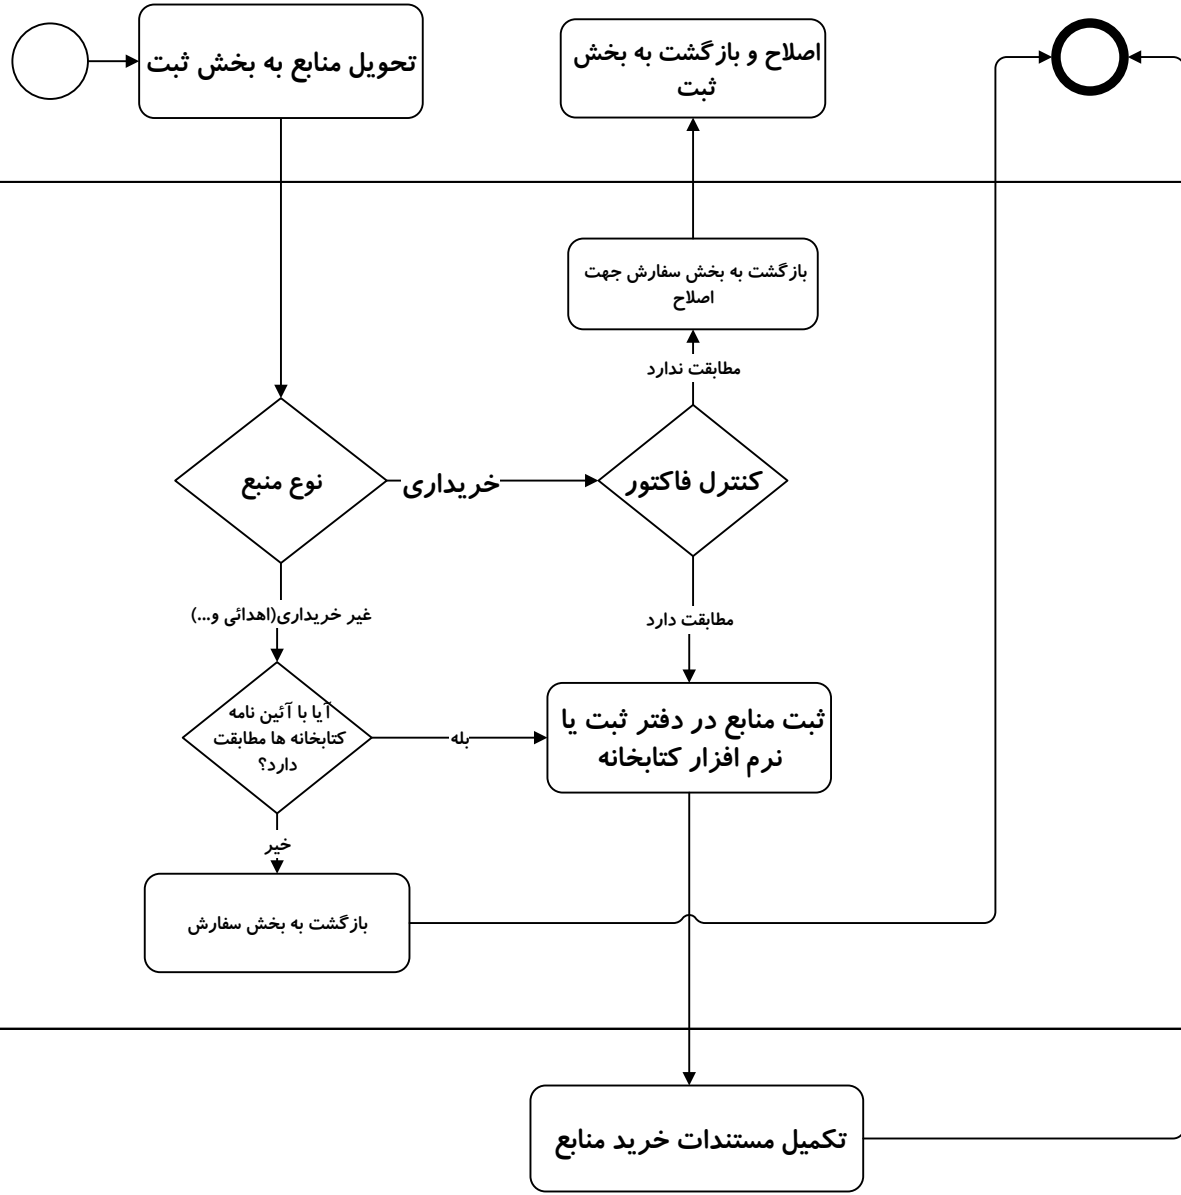 تحویل منابع به بخش ثبت
اصلاح و بازگشت به بخش
ثبت
بازگشت به بخش سفارش جهت
اصلاح
مطابقت ندارد
نوع منبع
خریداری
کنترل فاکتور
غیر خریداری(اهدائی و...)
مطابقت دارد
آیا با آئین نامه
کتابخانه ها مطابقت
دارد؟
بله
ثبت منابع در دفتر ثبت یا
نرم افزار کتابخانه
خیر
بازگشت به بخش سفارش
تکمیل مستندات خرید منابع